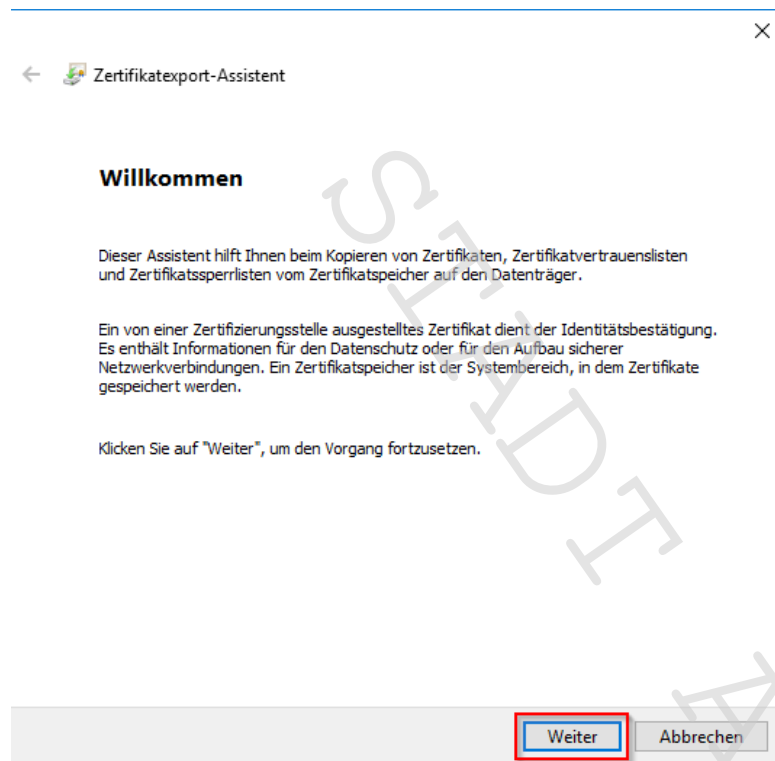 Zertifikatexport-Assistent
Willkommen
Dieser Assistent hilft Ihnen beim Kopieren von Zertifikaten, Zertifikatvertrauenslisten
und Zertifikatssperrlisten vom Zertifikatspeicher auf den Datenträger.
Ein von einer Zertifizierungsstelle ausgestelltes Zertifikat dient der Identitätsbestätigung.
Es enthält Informationen für den Datenschutz oder für den Aufbau sicherer
Netzwerkverbindungen. Ein Zertifikatspeicher ist der Systembereich, in dem Zertifikate
gespeichert werden.
Klicken Sie auf "Weiter", um den Vorgang fortzusetzen.
STADT A
Weiter Abbrechen